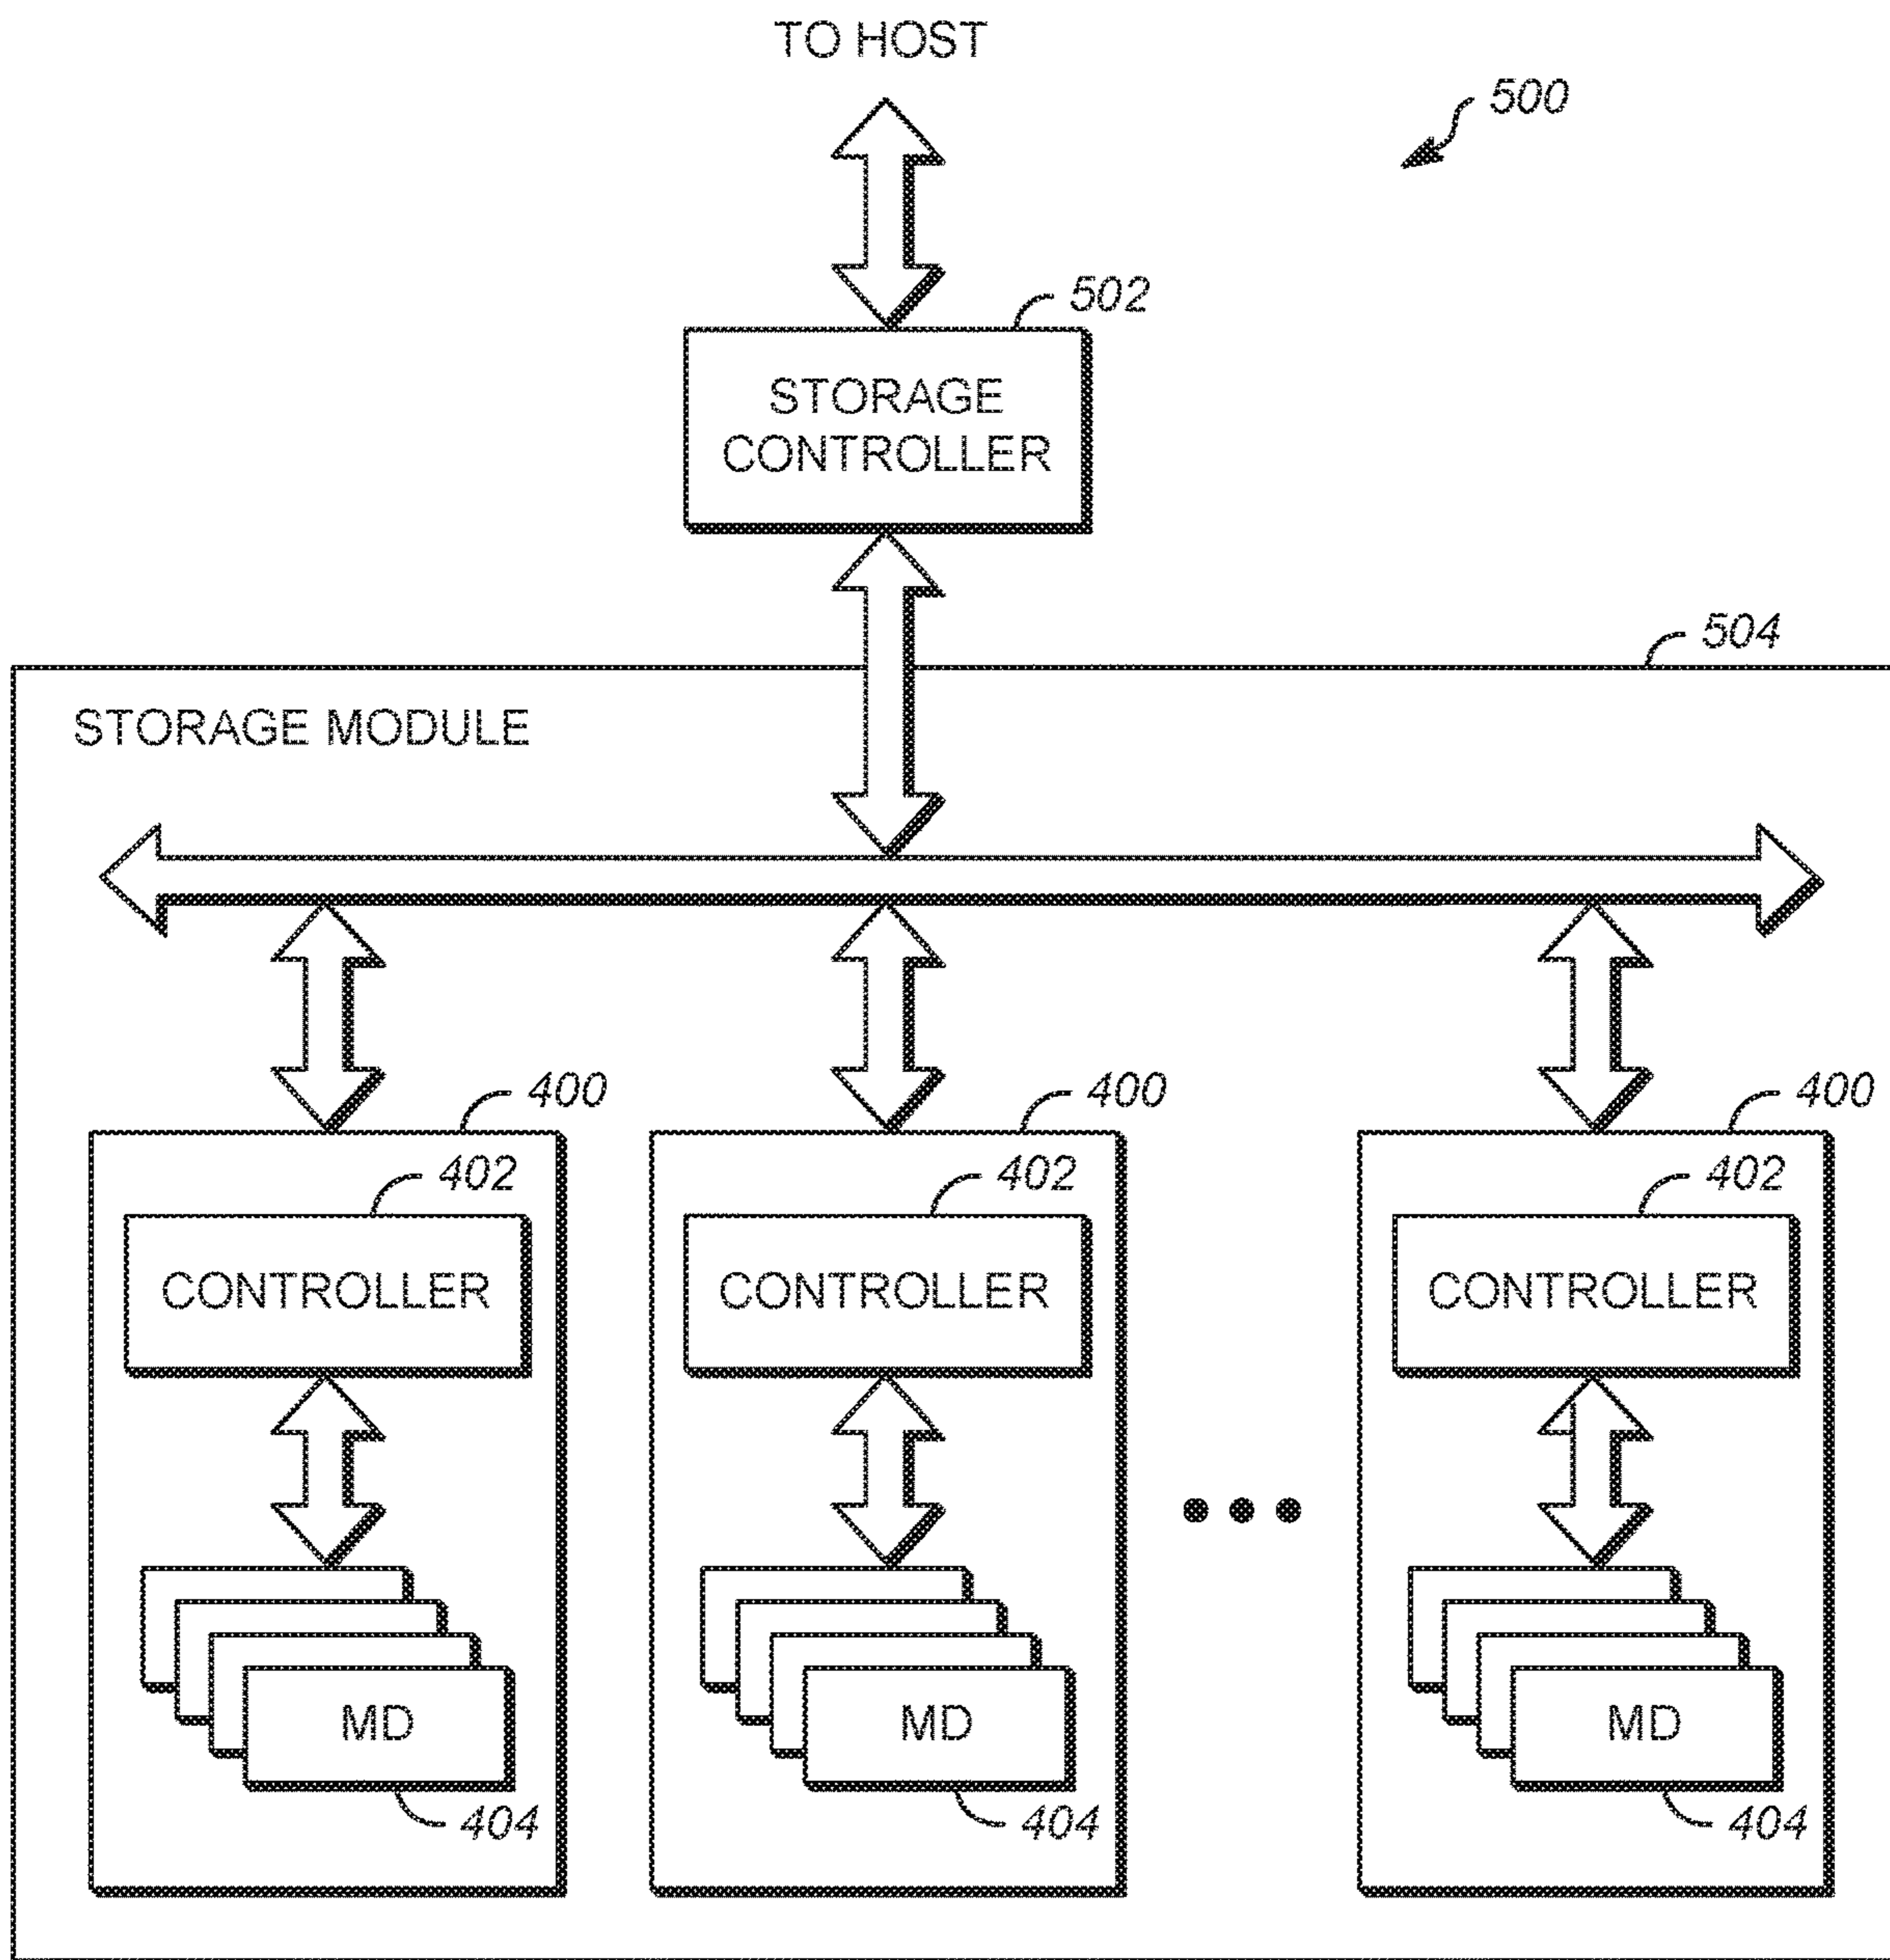 TO HOST
500
502
STORAGE
CONTROLLER
504
STORAGE MODULE
400
400
400
402
402
402
CONTROLLER
CONTROLLER
CONTROLLER
MD
MD
MD
404
404
404